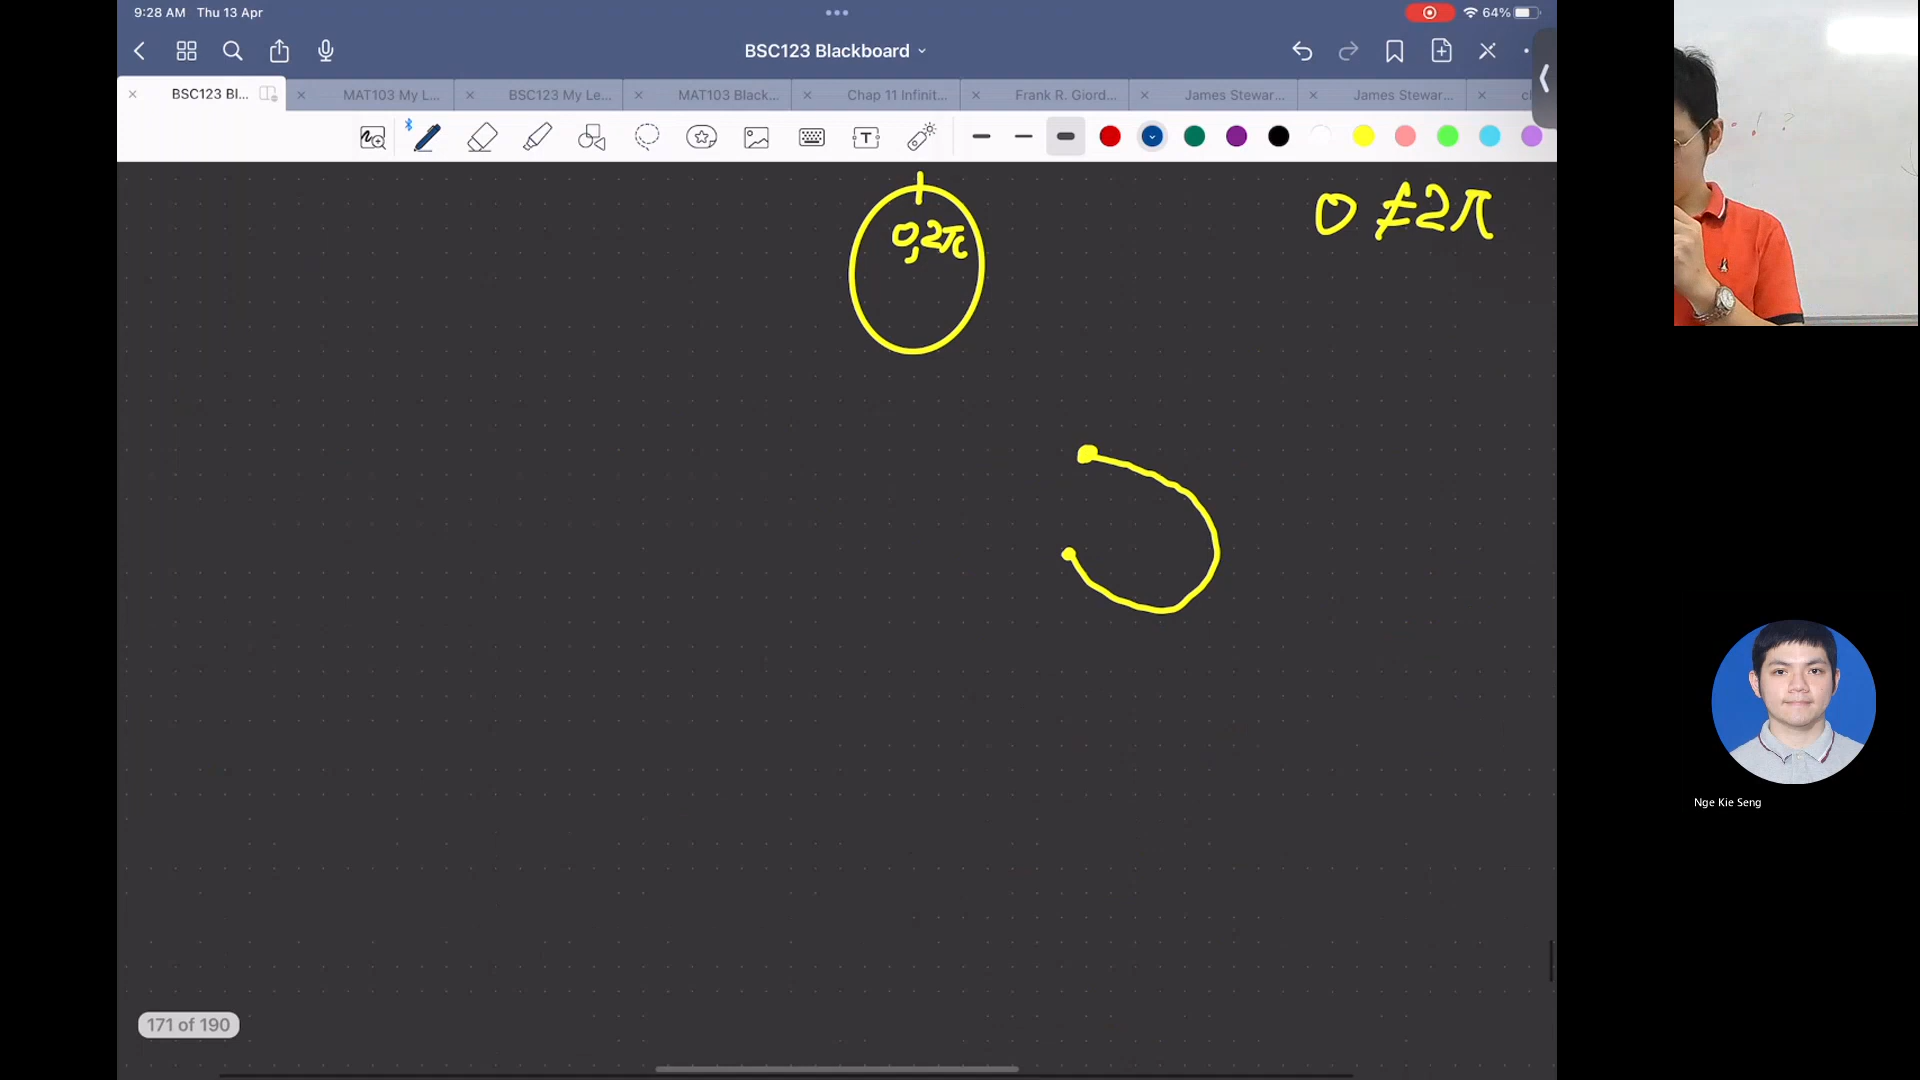 9:28 AM Thu 13 Apr
64%
BSC123 Blackboard
BSC123 Bl...
MAT103 My L...
BSC123 My Le...
MAT103 Black...
Chap 11 Infinit...
Frank R. Giord...
James Stewar...
James Stewar...
T
0,2π
0 ≠ 2π
171 of 190
Nge Kie Seng